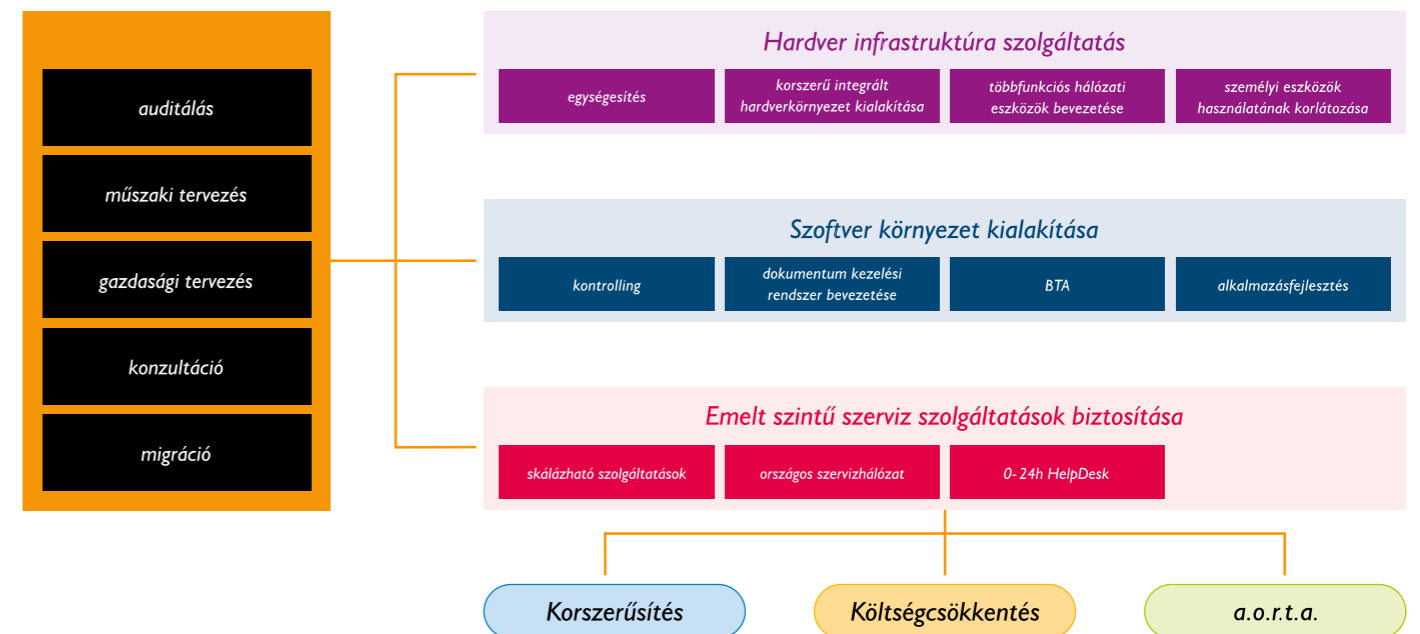 auditálás
műszaki tervezés
gazdasági tervezés
konzultáció
migráció
Hardver infrastruktúra szolgáltatás
egységesítés
korszerű integrált
hardverkörnyezet kialakítása
többfunkciós hálózati
eszközök bevezetése
személyi eszközök
használatának korlátozása
Szoftver környezet kialakítása
kontrolling
dokumentum kezelési
rendszer bevezetése
BTA
alkalmazásfejlesztés
Emelt szintű szerviz szolgáltatások biztosítása
skálázható szolgáltatások
országos szervizhálózat
0-24h HelpDesk
Korszerűsítés
Költségcsökkentés
a.o.r.t.a.